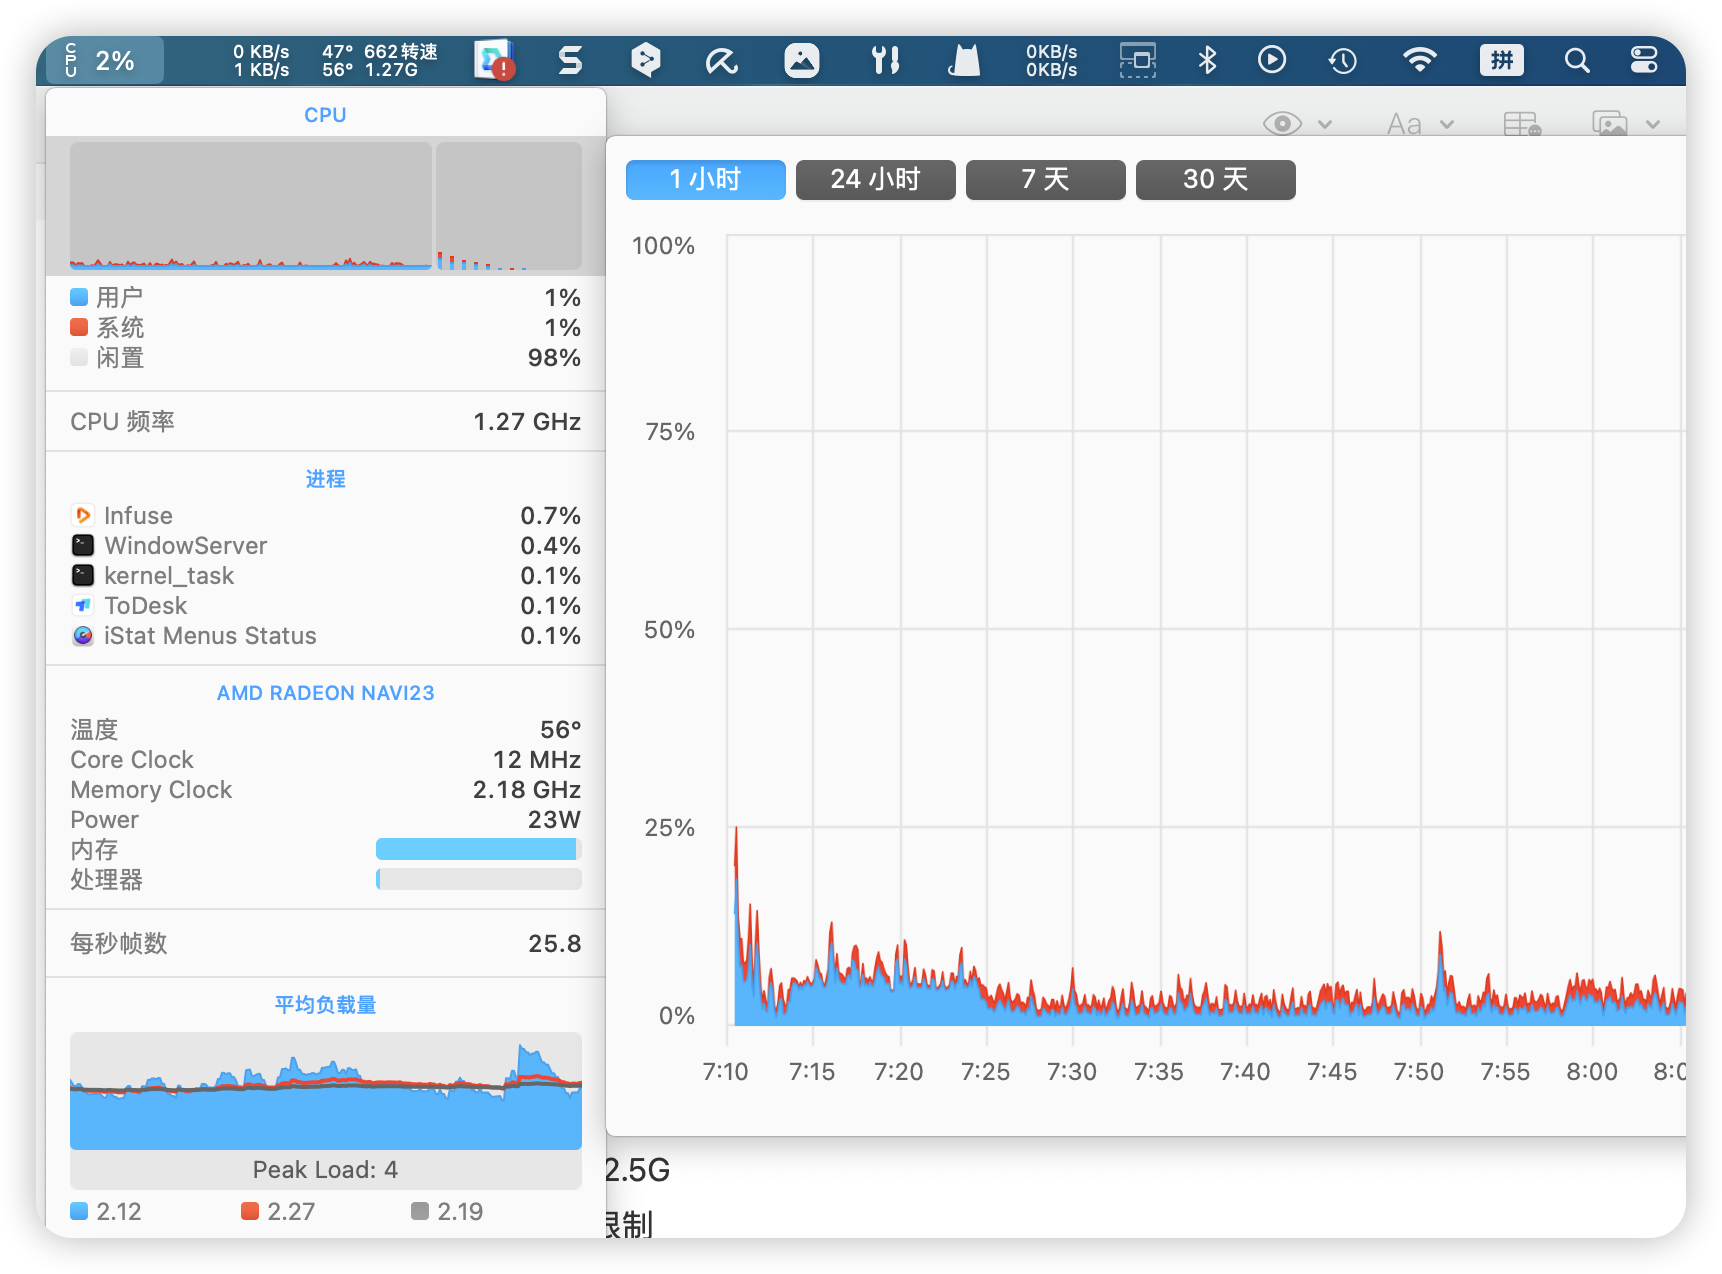 CPU 2%
0 KB/s
1 KB/s
47° 662转速
56° 1.27G
0KB/s
0KB/s
拼
CPU
用户 1%
系统 1%
闲置 98%
CPU 频率 1.27 GHz
进程
Infuse 0.7%
WindowServer 0.4%
kernel_task 0.1%
ToDesk 0.1%
iStat Menus Status 0.1%
AMD RADEON NAVI23
温度 56°
Core Clock 12 MHz
Memory Clock 2.18 GHz
Power 23W
内存
处理器
每秒帧数 25.8
平均负载量
Peak Load: 4
2.12 2.27 2.19
Aa
1 小时 24 小时 7 天 30 天
100%
75%
50%
25%
0%
7:10 7:15 7:20 7:25 7:30 7:35 7:40 7:45 7:50 7:55 8:00 8:0
2.5G
限制